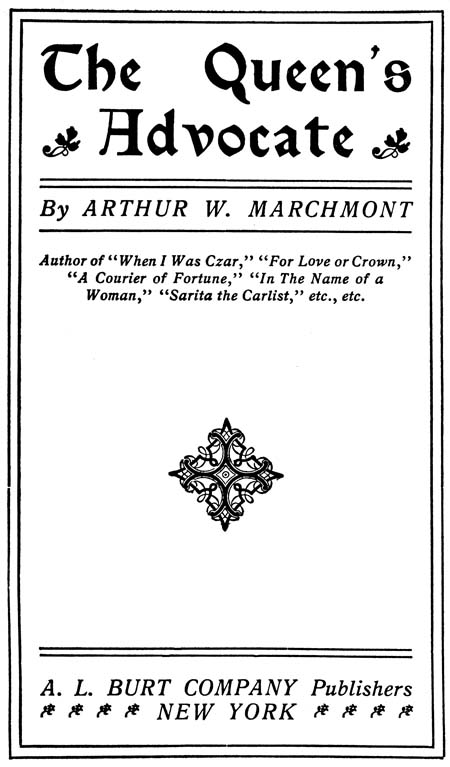 The Queen's
Advocate
By ARTHUR W. MARCHMONT
Author of "When I Was Czar," "For Love or Crown,"
"A Courier of Fortune," "In The Name of a
Woman," "Sarita the Carlist," etc., etc.
A. L. BURT COMPANY Publishers
NEW YORK